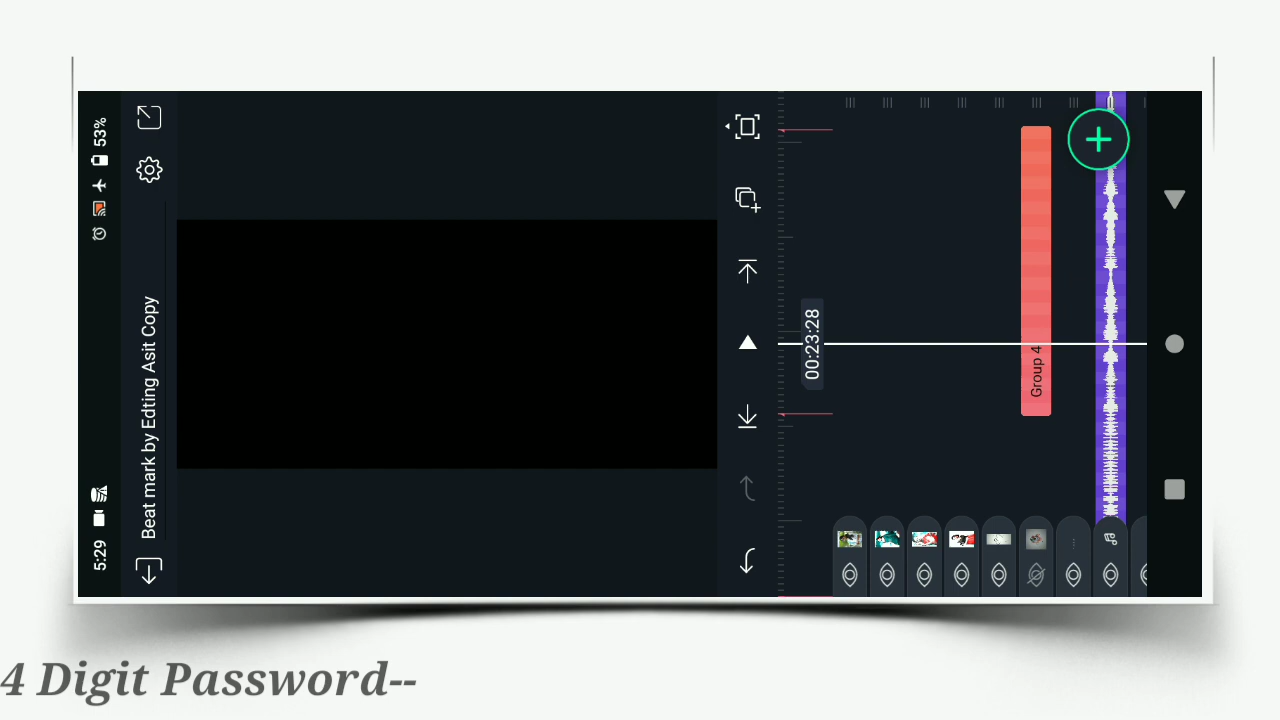 5:29
53%
Beat mark by Edting Asit Copy
00:23:28
Group 4
4 Digit Password--